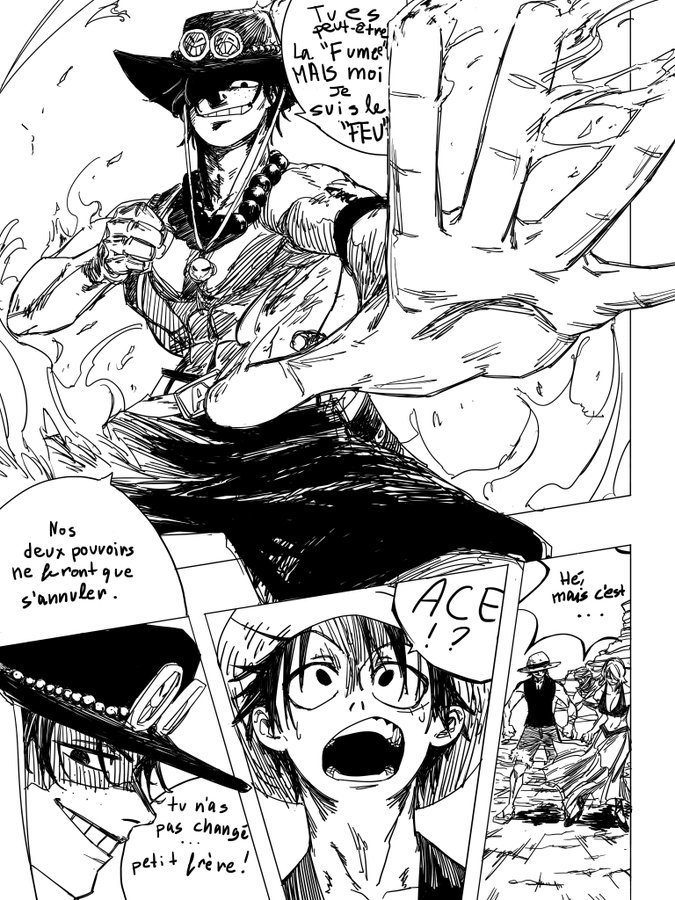 Tu es
peut-être
La "Fumée"
MAIS moi
Je
suis le
"FEU"
Nos
deux pouvoirs
ne feront que
s'annuler.
Hé,
mais c'est
...
ACE
!?
tu n'as
pas changé
...
petit frère!